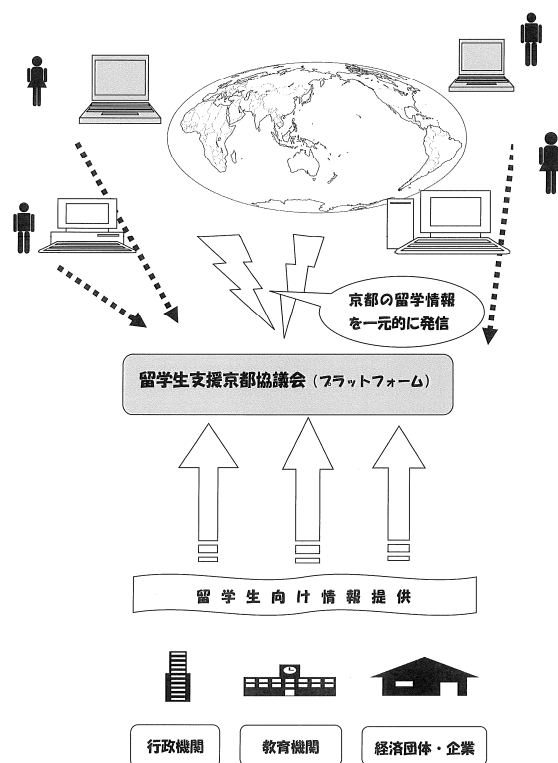 京都の留学情報
を一元的に発信
留学生支援京都協議会（プラットフォーム）
留学生向け情報提供
行政機関
教育機関
経済団体・企業